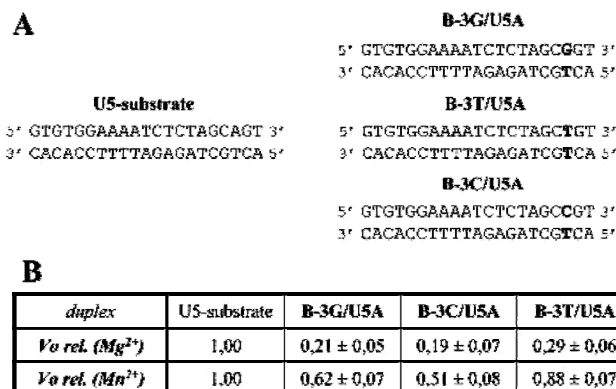 A
B-3G/U5A
5' GTGTGGAAAATCTCTAGCGGT 3'
3' CACACCTTTTAGAGATCGTCA 5'
U5-substrate
5' GTGTGGAAAATCTCTAGCAGT 3'
3' CACACCTTTTAGAGATCGTCA 5'
B-3T/U5A
5' GTGTGGAAAATCTCTAGCTGT 3'
3' CACACCTTTTAGAGATCGTCA 5'
B-3C/U5A
5' GTGTGGAAAATCTCTAGCCGT 3'
3' CACACCTTTTAGAGATCGTCA 5'
B
duplex U5-substrate B-3G/U5A B-3C/U5A B-3T/U5A
Vo rel. (Mg²⁺) 1,00 0,21 ± 0,05 0,19 ± 0,07 0,29 ± 0,06
Vo rel. (Mn²⁺) 1,00 0,62 ± 0,07 0,51 ± 0,08 0,88 ± 0,07